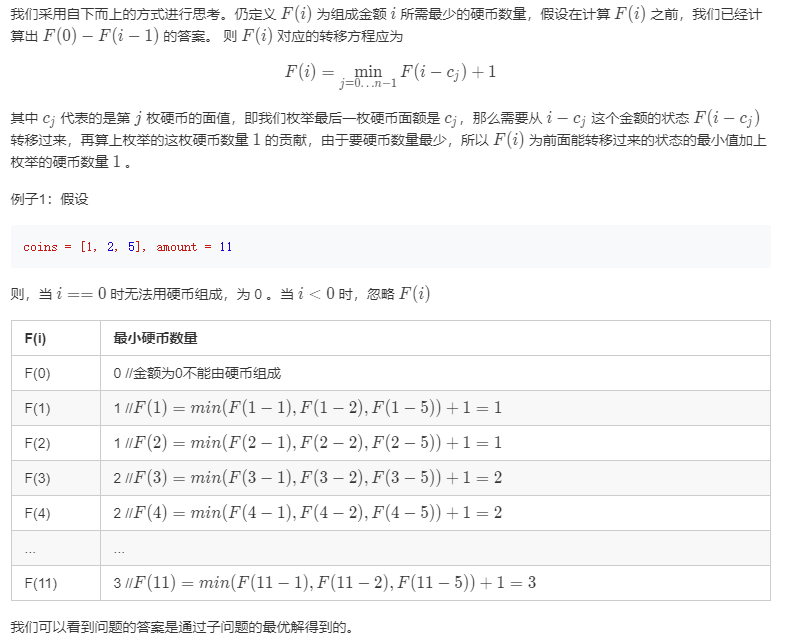 我们采用自下而上的方式进行思考。仍定义 F(i) 为组成金额 i 所需最少的硬币数量，假设在计算 F(i) 之前，我们已经计
算出 F(0) − F(i − 1) 的答案。 则 F(i) 对应的转移方程应为
F(i) = min_{j=0…n−1} F(i − c_j) + 1
其中 c_j 代表的是第 j 枚硬币的面值，即我们枚举最后一枚硬币面额是 c_j，那么需要从 i − c_j 这个金额的状态 F(i − c_j)
转移过来，再算上枚举的这枚硬币数量 1 的贡献，由于要硬币数量最少，所以 F(i) 为前面能转移过来的状态的最小值加上
枚举的硬币数量 1 。
例子1：假设
coins = [1, 2, 5], amount = 11
则，当 i == 0 时无法用硬币组成，为 0 。当 i < 0 时，忽略 F(i)
F(i) 最小硬币数量
F(0) 0 //金额为0不能由硬币组成
F(1) 1 //F(1) = min(F(1 − 1), F(1 − 2), F(1 − 5)) + 1 = 1
F(2) 1 //F(2) = min(F(2 − 1), F(2 − 2), F(2 − 5)) + 1 = 1
F(3) 2 //F(3) = min(F(3 − 1), F(3 − 2), F(3 − 5)) + 1 = 2
F(4) 2 //F(4) = min(F(4 − 1), F(4 − 2), F(4 − 5)) + 1 = 2
... ...
F(11) 3 //F(11) = min(F(11 − 1), F(11 − 2), F(11 − 5)) + 1 = 3
我们可以看到问题的答案是通过子问题的最优解得到的。